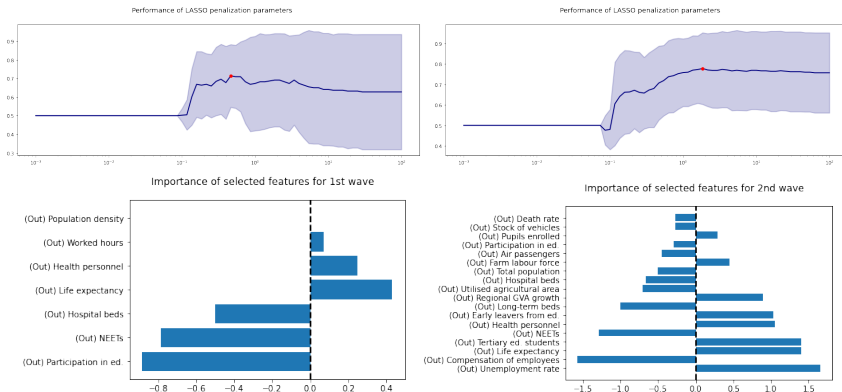 Performance of LASSO penalization parameters
0.9
0.8
0.7
0.6
0.5
0.4
0.3
Importance of selected features for 1st wave
(Out) Population density
(Out) Worked hours
(Out) Health personnel
(Out) Life expectancy
(Out) Hospital beds
(Out) NEETs
(Out) Participation in ed.
−0.8 −0.6 −0.4 −0.2 0.0 0.2 0.4
Performance of LASSO penalization parameters
0.9
0.8
0.7
0.6
0.5
0.4
Importance of selected features for 2nd wave
(Out) Death rate
(Out) Stock of vehicles
(Out) Pupils enrolled
(Out) Participation in ed.
(Out) Air passengers
(Out) Farm labour force
(Out) Total population
(Out) Hospital beds
(Out) Utilised agricultural area
(Out) Regional GVA growth
(Out) Long-term beds
(Out) Early leavers from ed.
(Out) Health personnel
(Out) NEETs
(Out) Tertiary ed. students
(Out) Life expectancy
(Out) Compensation of employees
(Out) Unemployment rate
−1.5 −1.0 −0.5 0.0 0.5 1.0 1.5